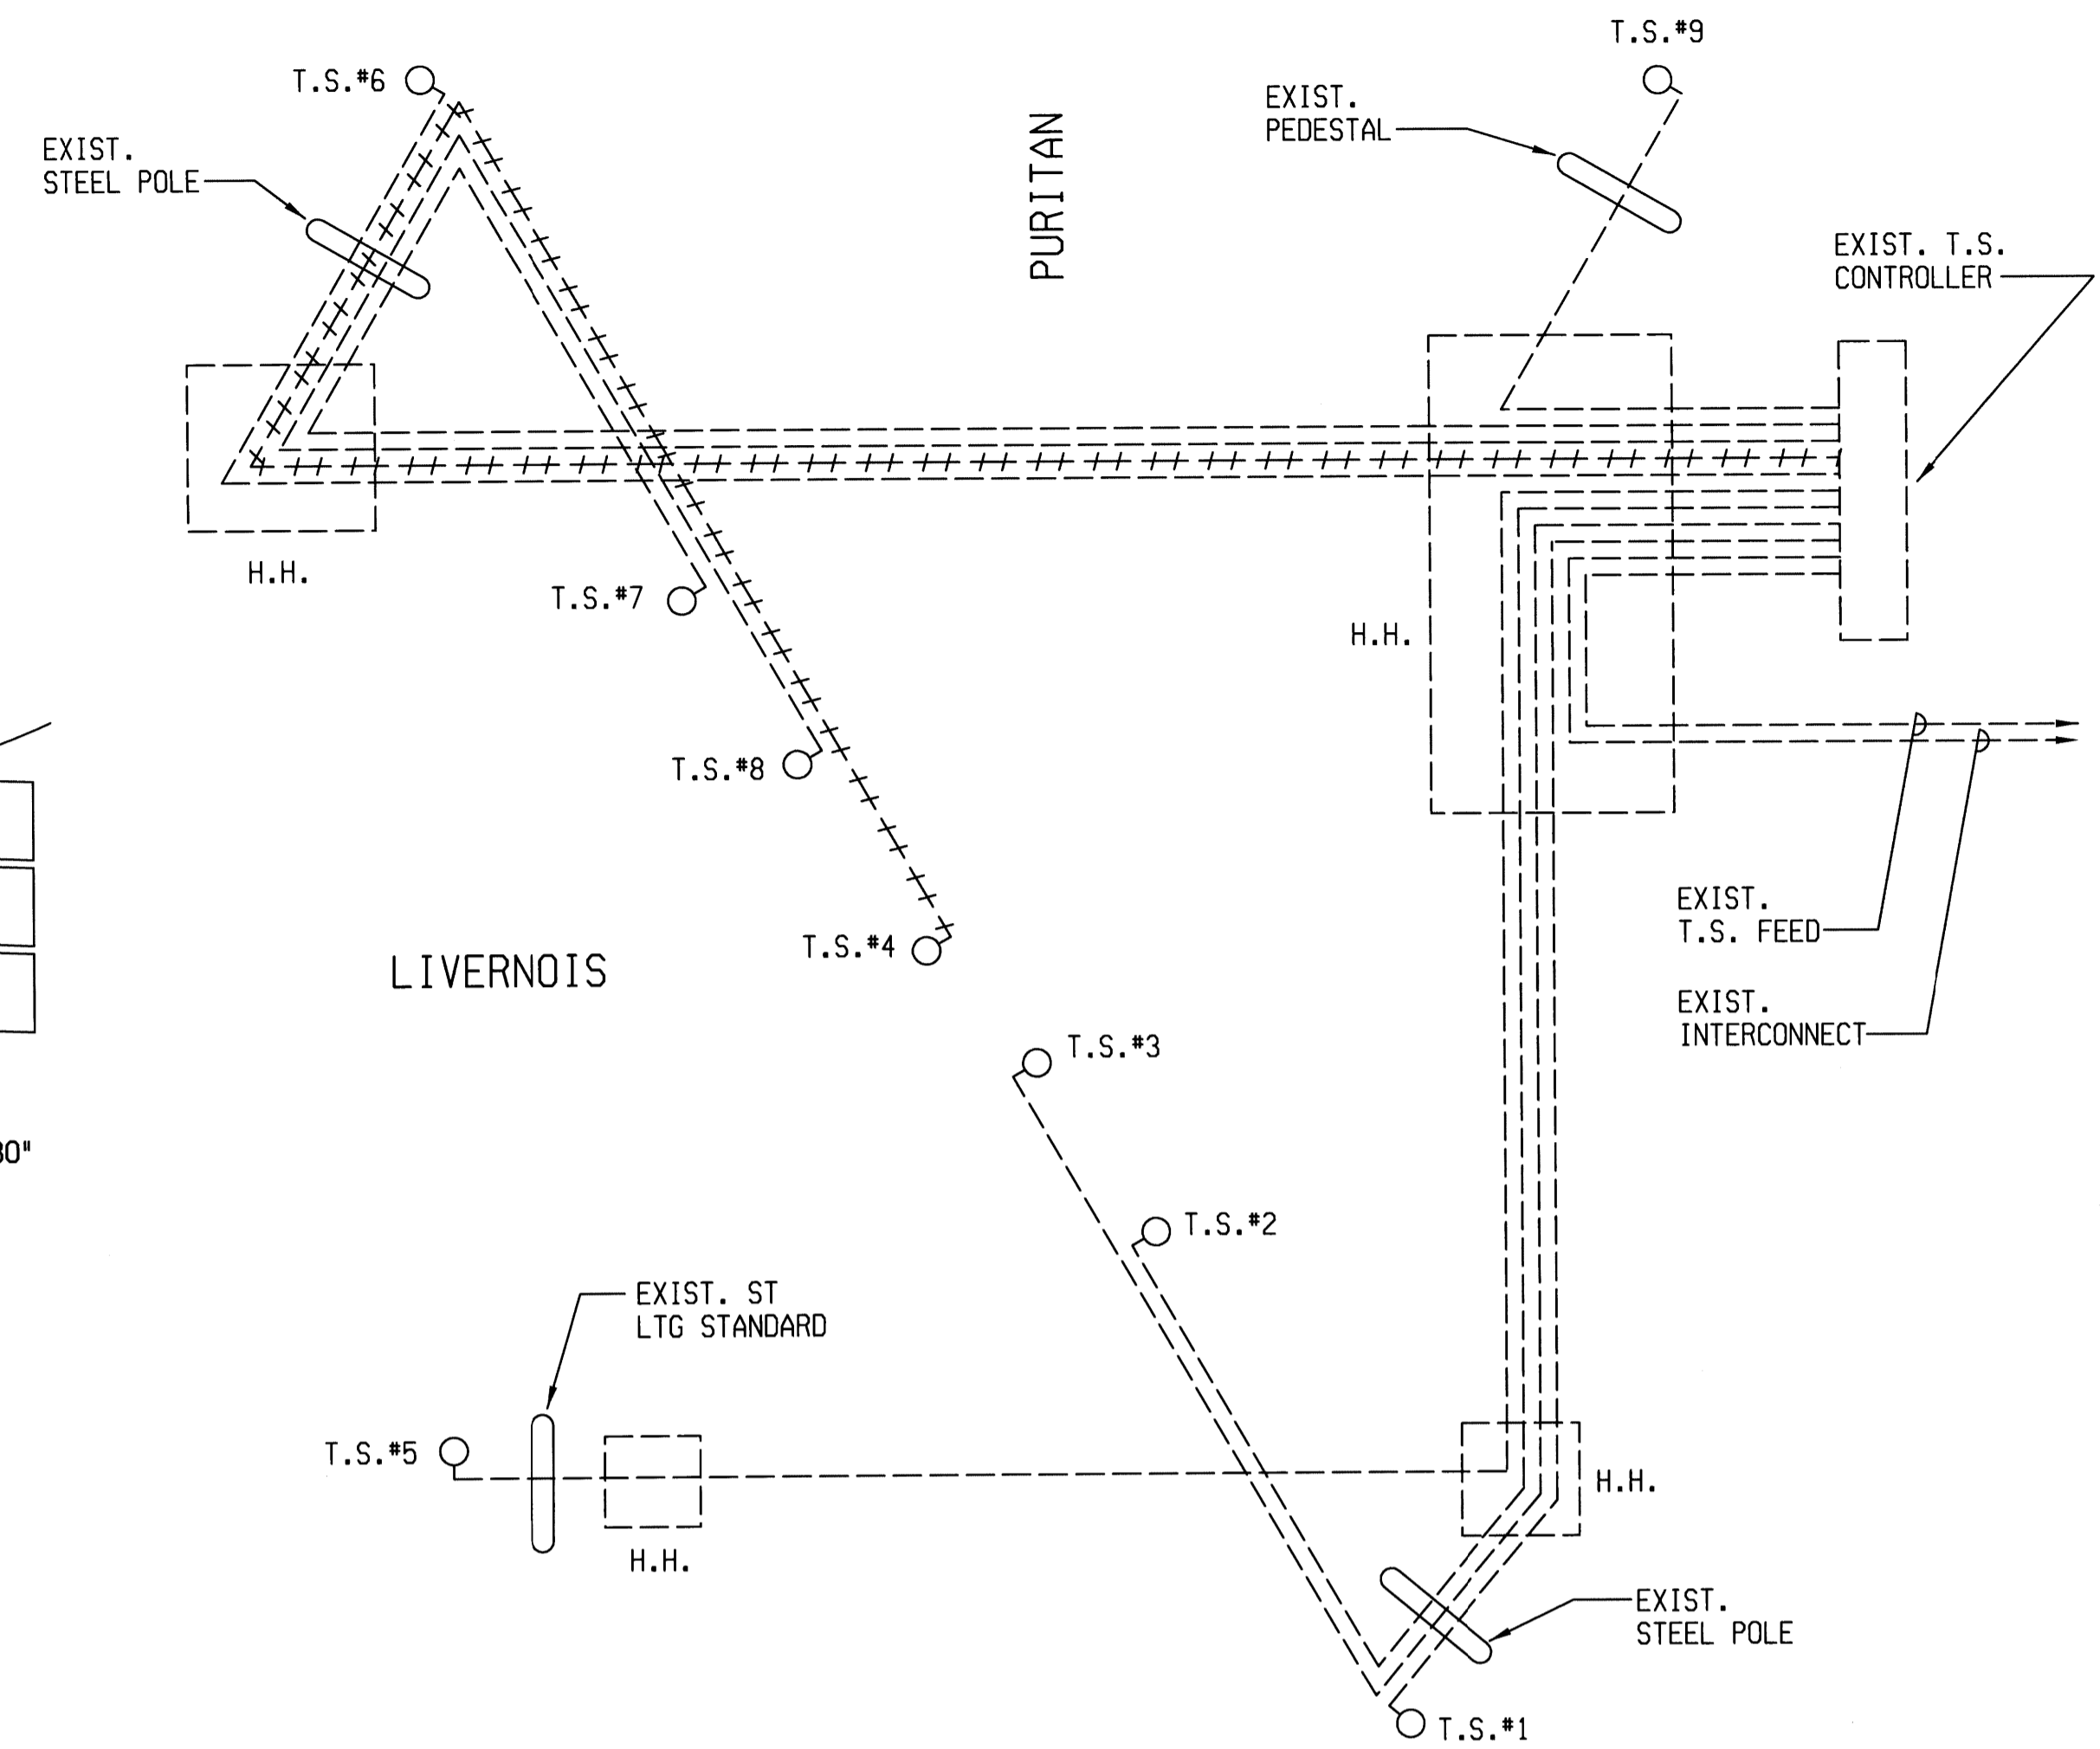 T.S.#9
T.S.#6
EXIST.
PEDESTAL
EXIST.
STEEL POLE
PURITAN
EXIST. T.S.
CONTROLLER
H.H.
T.S.#7
H.H.
T.S.#8
EXIST.
T.S. FEED
T.S.#4
LIVERNOIS
EXIST.
INTERCONNECT
T.S.#3
30"
T.S.#2
EXIST. ST
LTG STANDARD
T.S.#5
H.H.
H.H.
EXIST.
STEEL POLE
T.S.#1